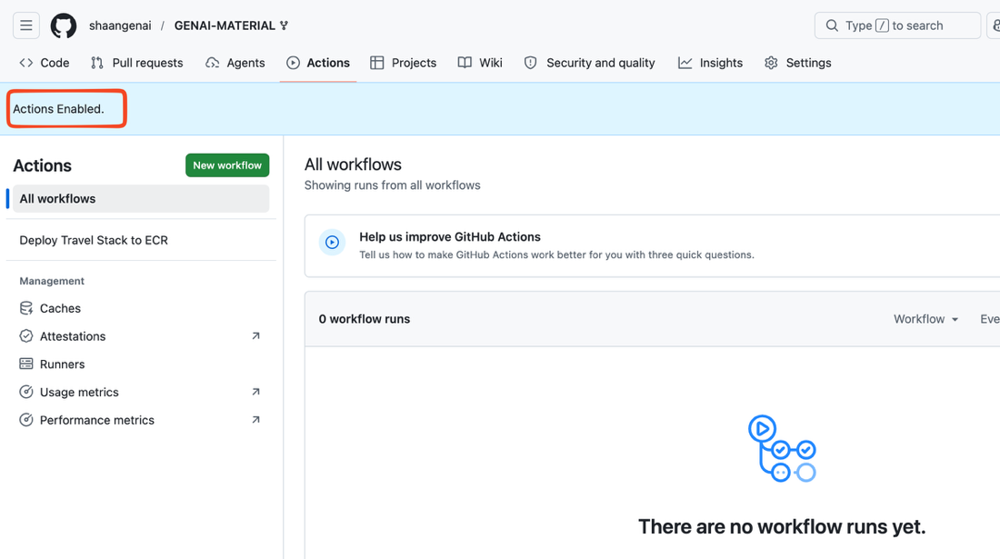 shaangenai / GENAI-MATERIAL
Type / to search
Code Pull requests Agents Actions Projects Wiki Security and quality Insights Settings
Actions Enabled.
Actions
New workflow
All workflows
Deploy Travel Stack to ECR
Management
Caches
Attestations
Runners
Usage metrics
Performance metrics
All workflows
Showing runs from all workflows
Help us improve GitHub Actions
Tell us how to make GitHub Actions work better for you with three quick questions.
0 workflow runs
Workflow
There are no workflow runs yet.